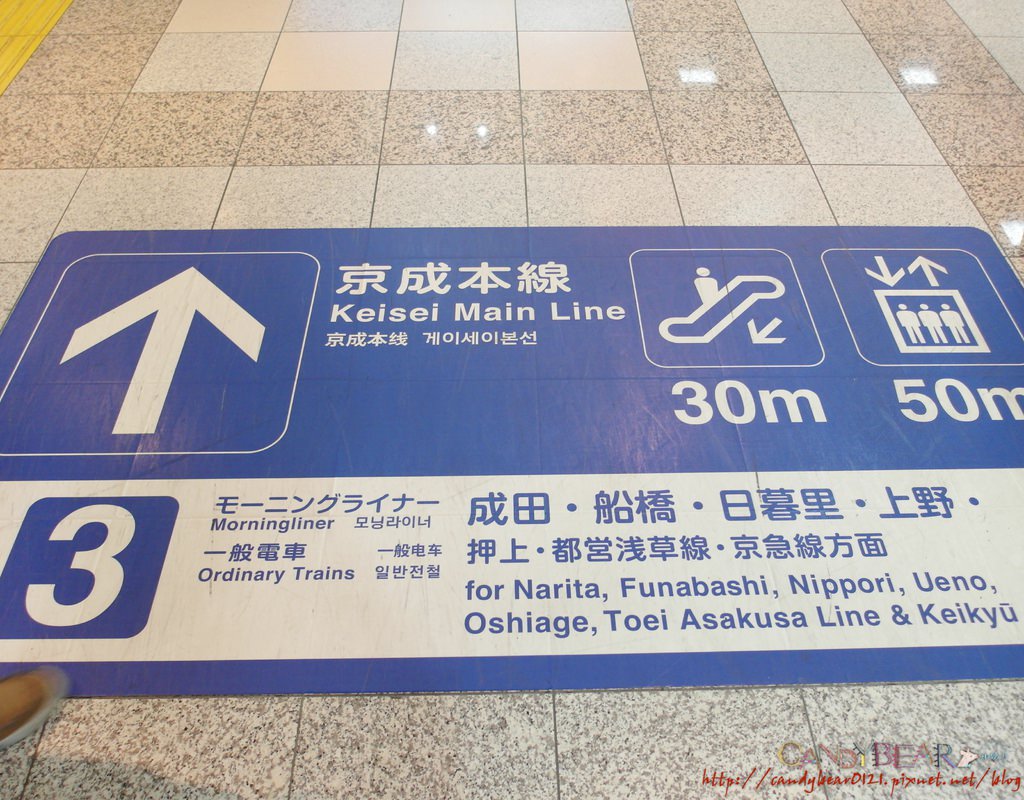 京成本線
Keisei Main Line
京成本线 게이세이본선
30m
50m
3
モーニングライナー
Morningliner 모닝라이너
一般電車 一般电车
Ordinary Trains 일반전철
成田・船橋・日暮里・上野・
押上・都営浅草線・京急線方面
for Narita, Funabashi, Nippori, Ueno,
Oshiage, Toei Asakusa Line & Keikyū
CANDYBEAR
http://candybear0121.pixnet.net/blog